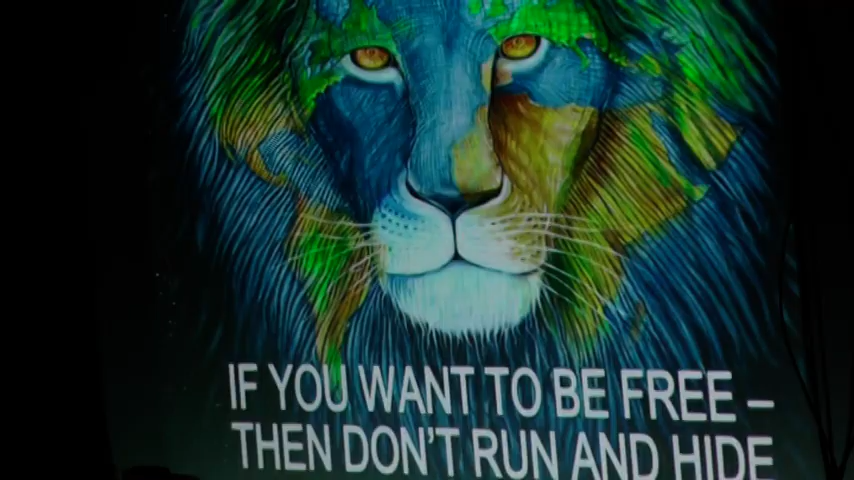 IF YOU WANT TO BE FREE –
THEN DON'T RUN AND HIDE